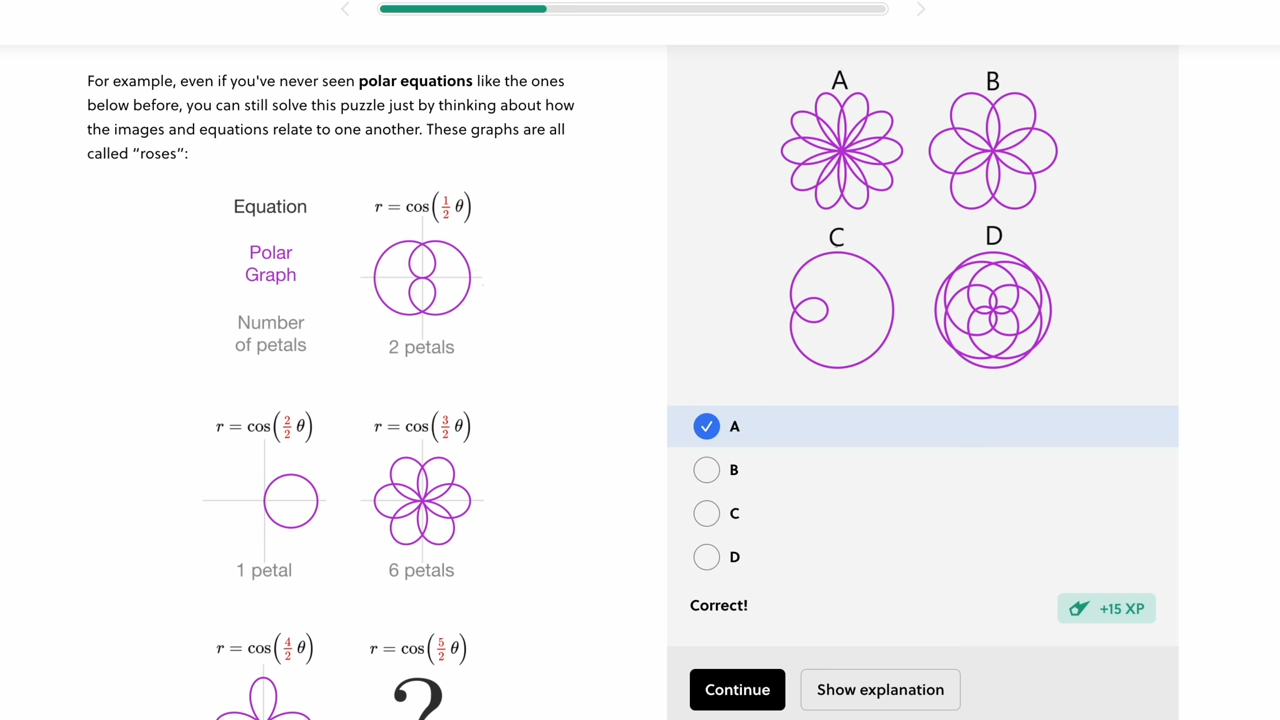 For example, even if you've never seen polar equations like the ones
below before, you can still solve this puzzle just by thinking about how
the images and equations relate to one another. These graphs are all
called “roses”:
Equation
r = cos(1/2 θ)
Polar
Graph
Number
of petals
2 petals
r = cos(2/2 θ)
r = cos(3/2 θ)
1 petal
6 petals
r = cos(4/2 θ)
r = cos(5/2 θ)
?
A
B
C
D
A
B
C
D
Correct!
+15 XP
Continue
Show explanation